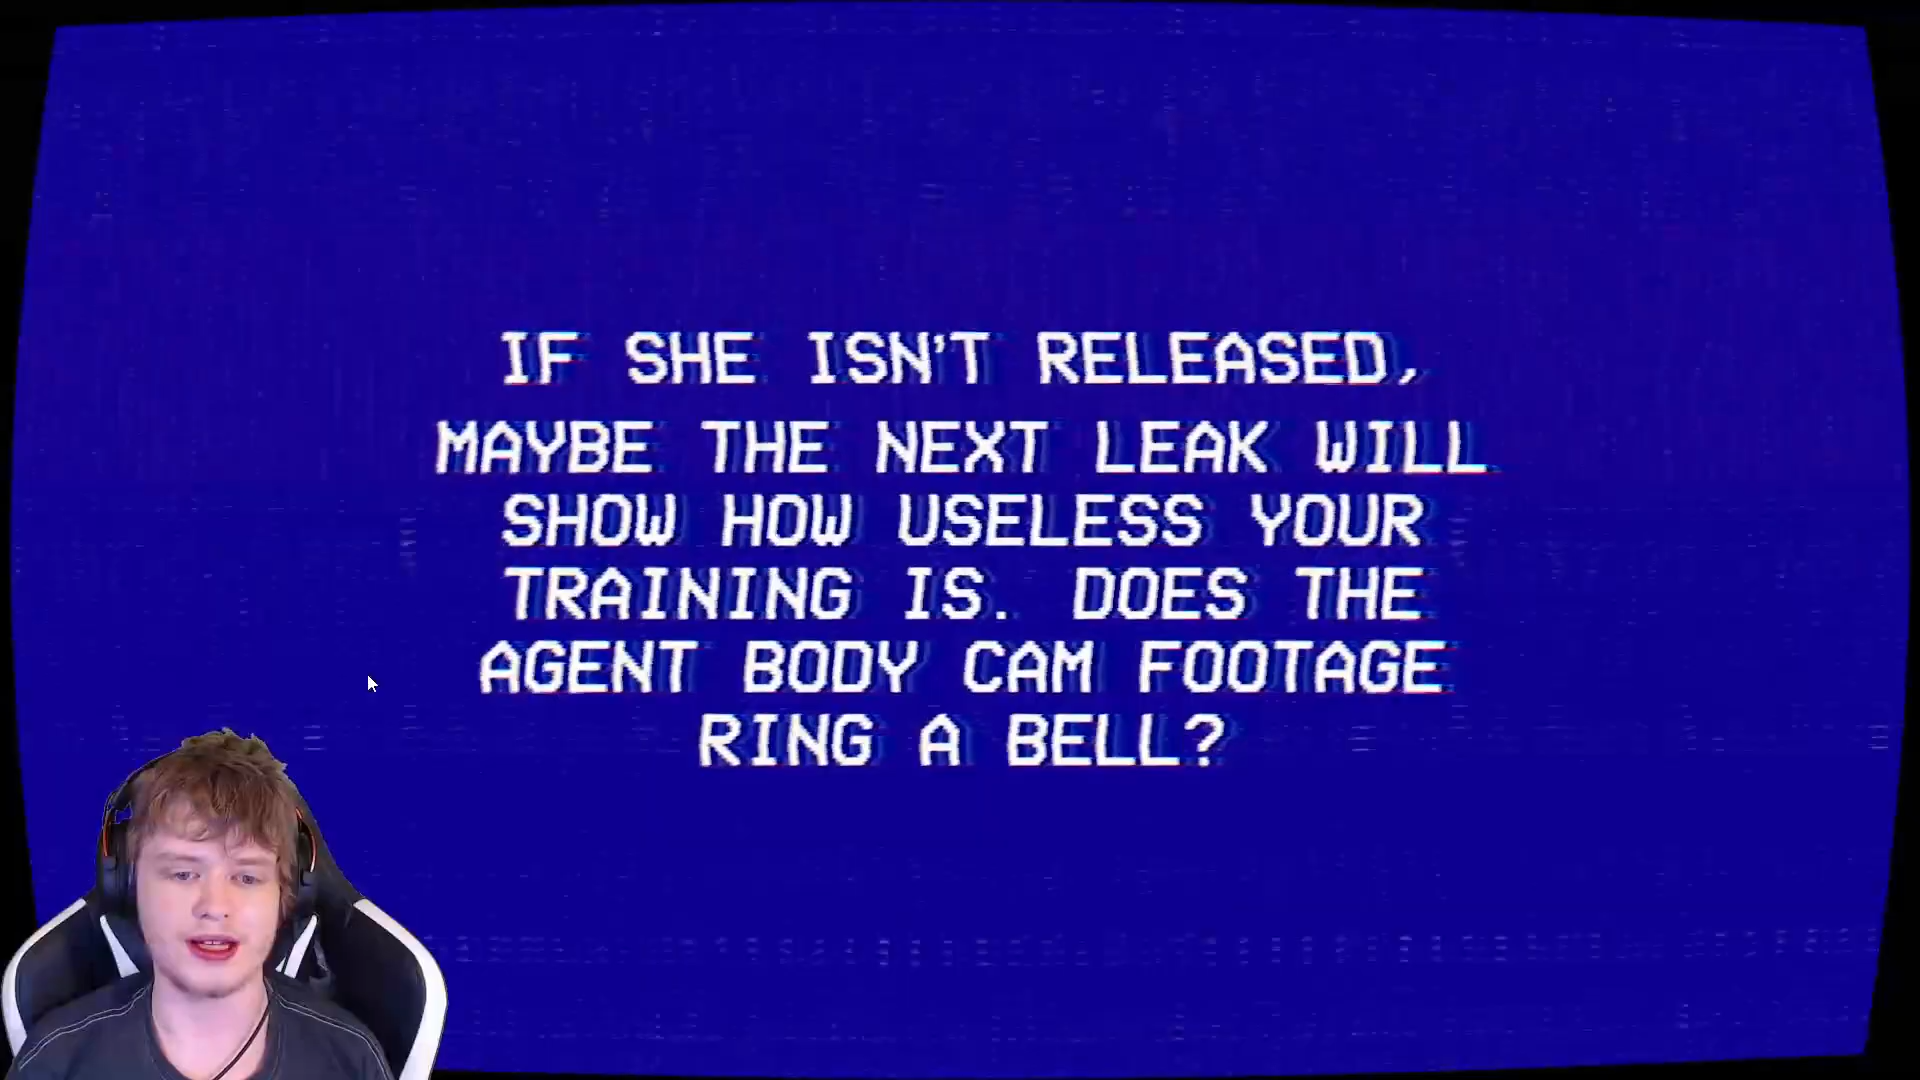 IF SHE ISN'T RELEASED,
MAYBE THE NEXT LEAK WILL
SHOW HOW USELESS YOUR
TRAINING IS. DOES THE
AGENT BODY CAM FOOTAGE
RING A BELL?